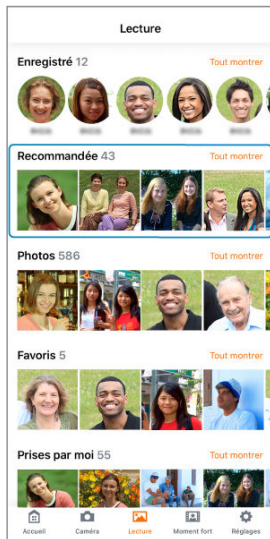 Lecture
Enregistré 12 Tout montrer
Recommandée 43 Tout montrer
Photos 586 Tout montrer
Favoris 5 Tout montrer
Prises par moi 55 Tout montrer
Accueil Caméra Lecture Moment fort Réglages